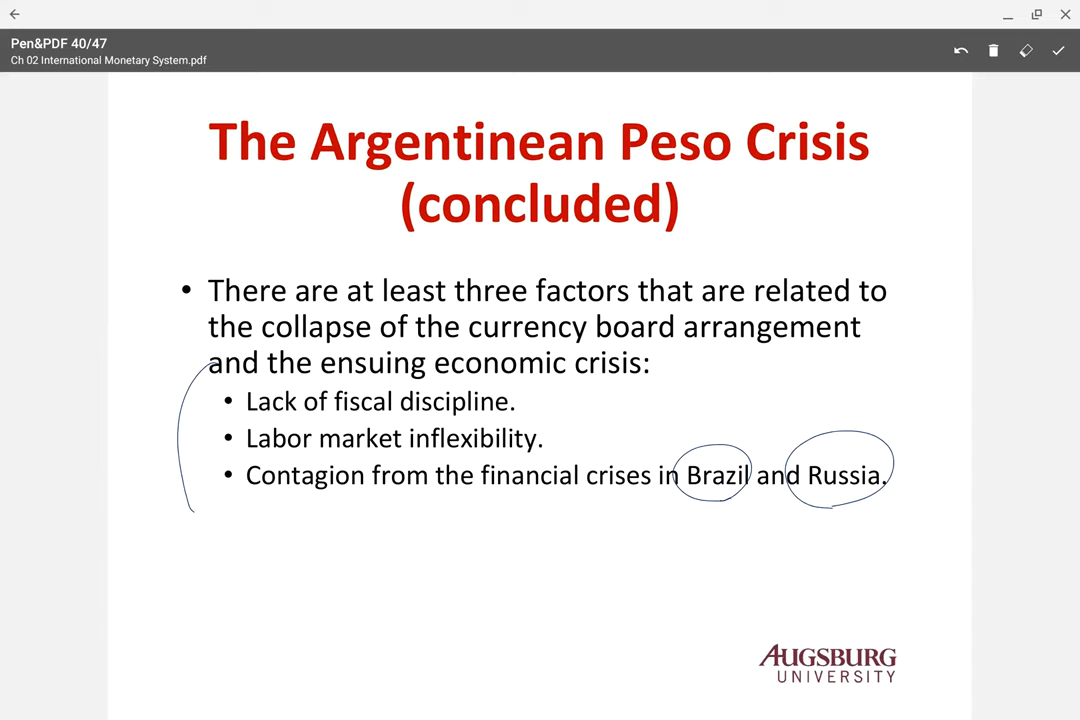 Pen&PDF 40/47
Ch 02 International Monetary System.pdf
The Argentinean Peso Crisis
(concluded)
• There are at least three factors that are related to
the collapse of the currency board arrangement
and the ensuing economic crisis:
• Lack of fiscal discipline.
• Labor market inflexibility.
• Contagion from the financial crises in Brazil and Russia.
AUGSBURG
UNIVERSITY